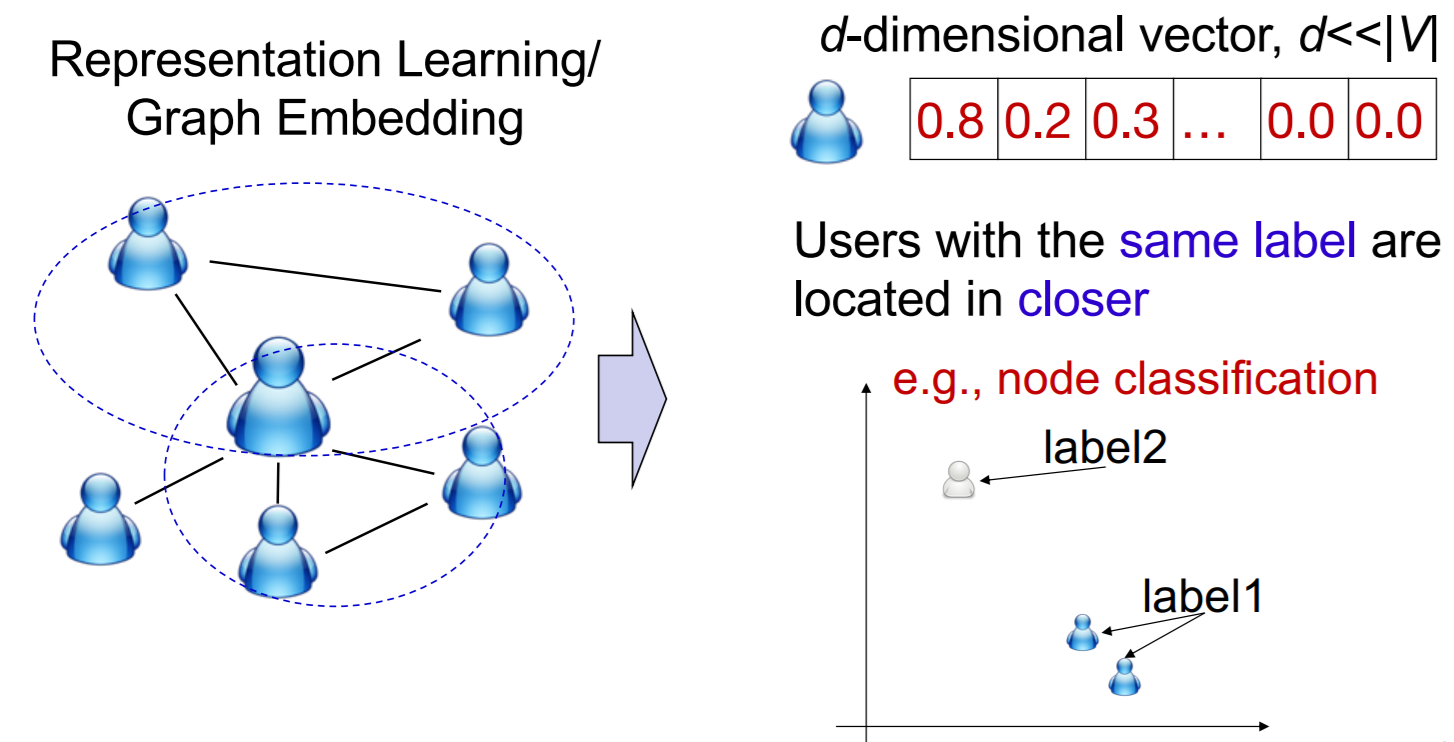 Representation Learning/
Graph Embedding
d-dimensional vector, d<<|V|
0.8 0.2 0.3 ... 0.0 0.0
Users with the same label are
located in closer
e.g., node classification
label2
label1